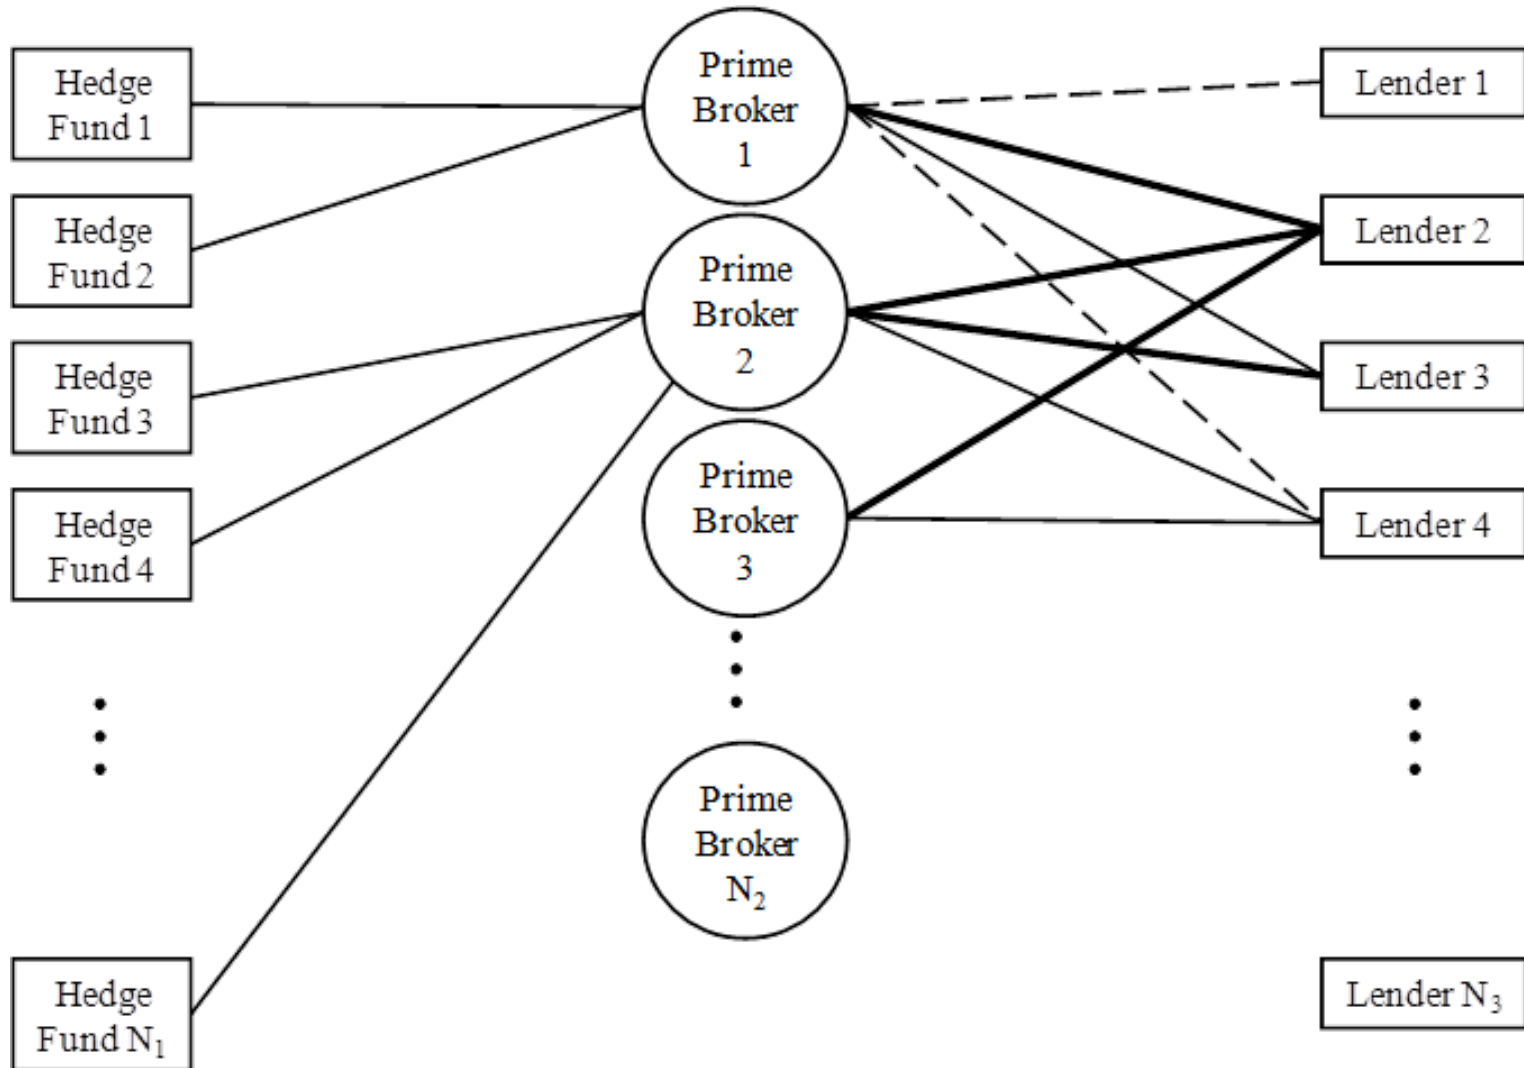 Hedge
Fund 1
Hedge
Fund 2
Hedge
Fund 3
Hedge
Fund 4
Hedge
Fund N₁
Prime
Broker
1
Prime
Broker
2
Prime
Broker
3
Prime
Broker
N₂
Lender 1
Lender 2
Lender 3
Lender 4
Lender N₃